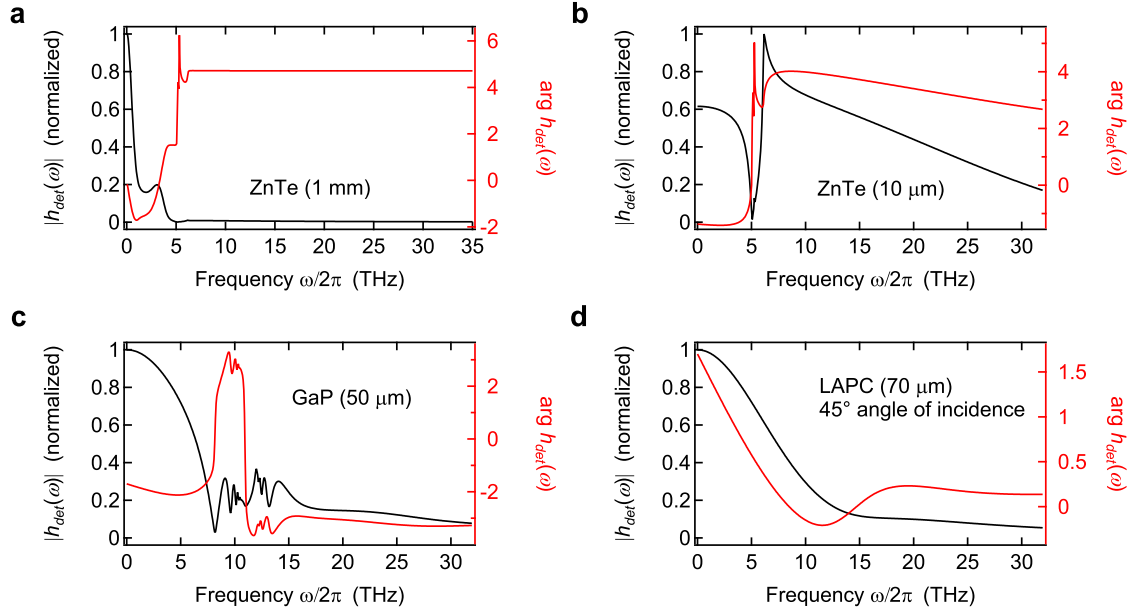 a
|h_det(ω)| (normalized)
1
0.8
0.6
0.4
0.2
0
0 5 10 15 20 25 30 35
Frequency ω/2π (THz)
ZnTe (1 mm)
6
4
2
0
-2
arg h_det(ω)
b
|h_det(ω)| (normalized)
1
0.8
0.6
0.4
0.2
0
0 5 10 15 20 25 30
Frequency ω/2π (THz)
ZnTe (10 μm)
4
2
0
arg h_det(ω)
c
|h_det(ω)| (normalized)
1
0.8
0.6
0.4
0.2
0
0 5 10 15 20 25 30
Frequency ω/2π (THz)
GaP (50 μm)
2
0
-2
arg h_det(ω)
d
|h_det(ω)| (normalized)
1
0.8
0.6
0.4
0.2
0
0 5 10 15 20 25 30
Frequency ω/2π (THz)
LAPC (70 μm)
45° angle of incidence
1.5
1
0.5
0
arg h_det(ω)